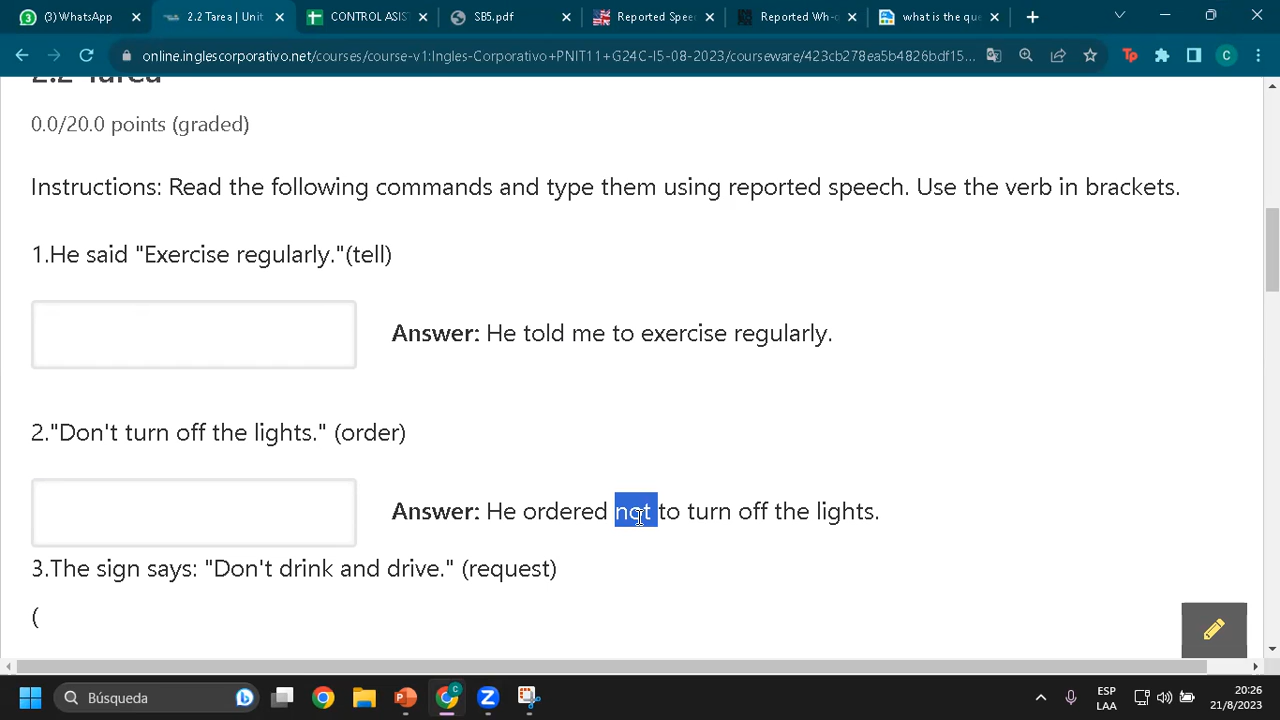 (3) WhatsApp
2.2 Tarea | Unit
CONTROL ASIS
SB5.pdf
Reported Spee
Reported Wh-q
what is the que
online.inglescorporativo.net/courses/course-v1:Ingles-Corporativo+PNIT11+G24C-I5-08-2023/courseware/423cb278ea5b4826bdf15...
2.2 Tarea
0.0/20.0 points (graded)
Instructions: Read the following commands and type them using reported speech. Use the verb in brackets.
1.He said "Exercise regularly."(tell)
Answer: He told me to exercise regularly.
2."Don't turn off the lights." (order)
Answer: He ordered not to turn off the lights.
3.The sign says: "Don't drink and drive." (request)
(
Búsqueda
ESP
LAA
20:26
21/8/2023